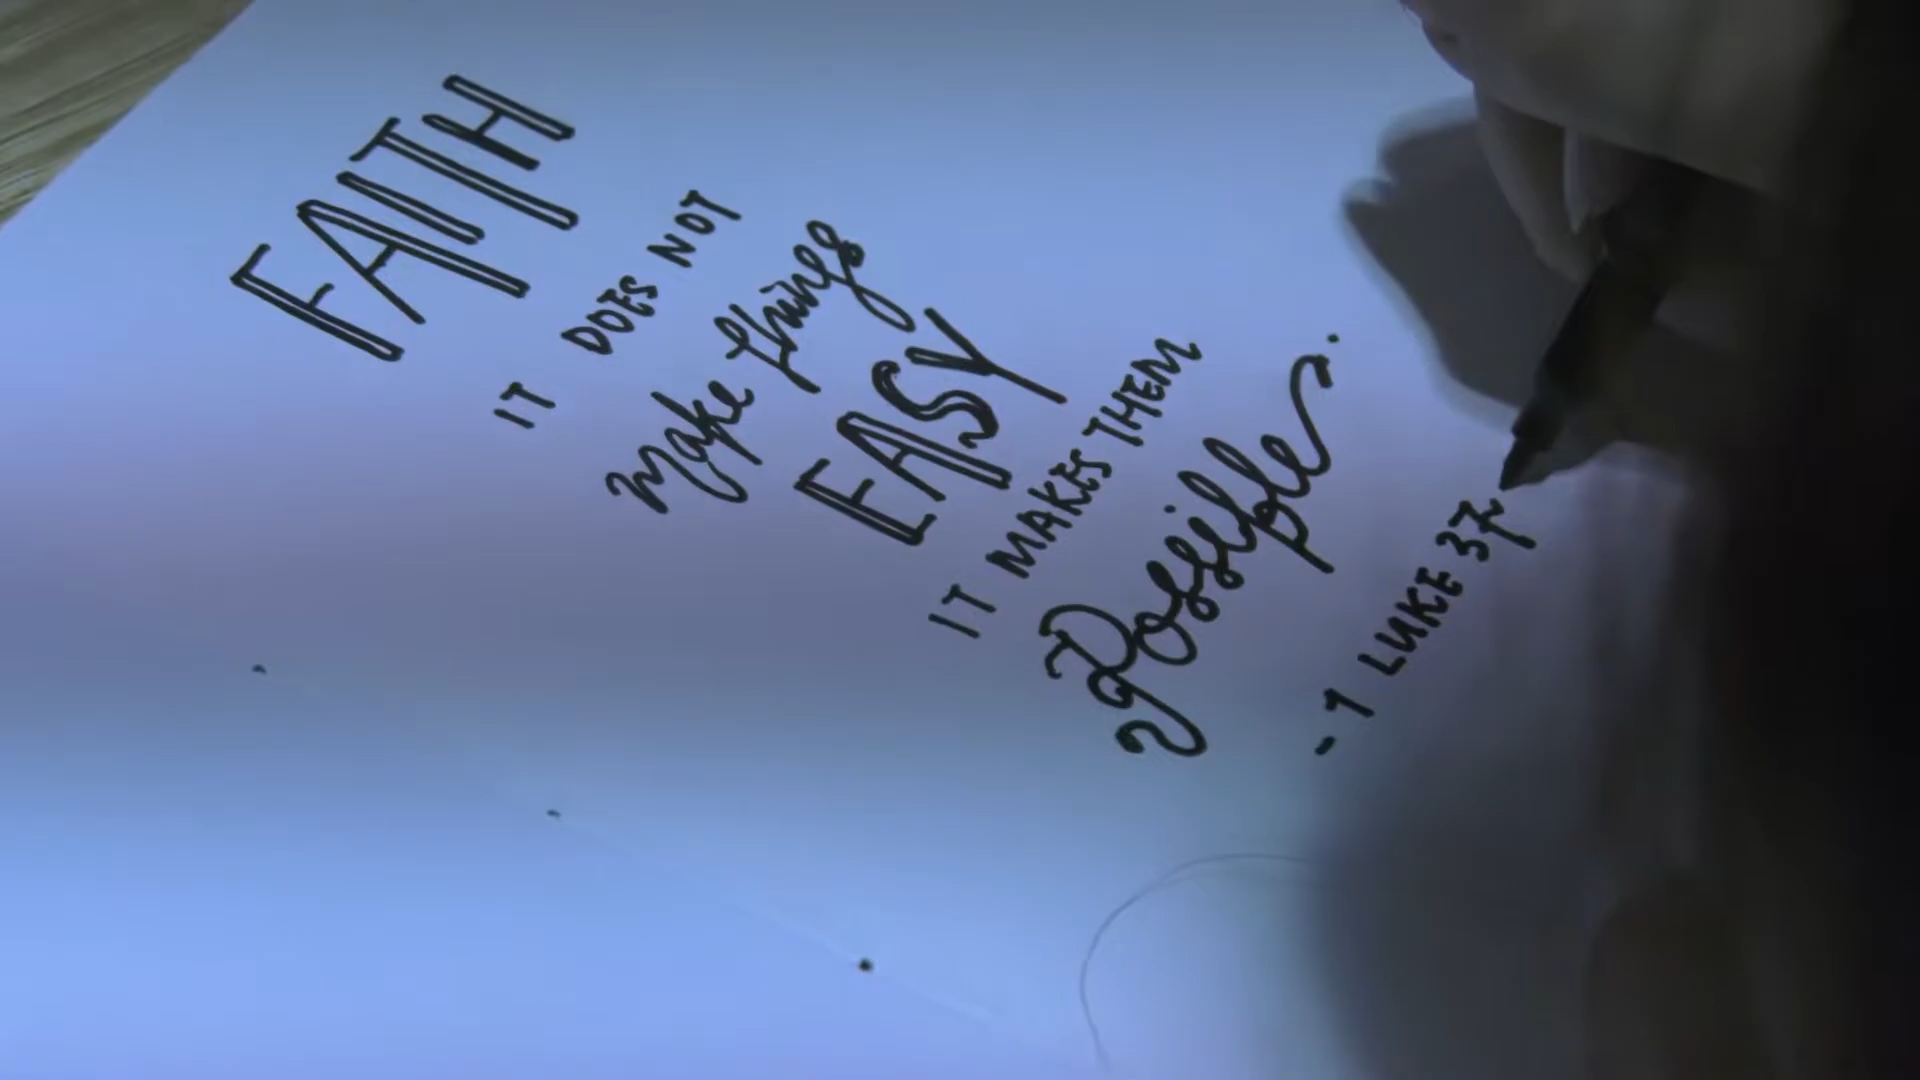 FAITH
IT DOES NOT
Make things
EASY
IT MAKES THEM
Possible.
- 1 LUKE 37